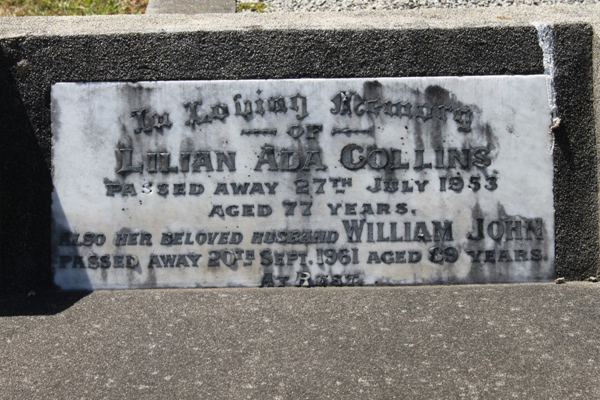 In Loving Memory
OF
LILIAN ADA COLLINS
PASSED AWAY 27TH JULY 1953
AGED 77 YEARS.
ALSO HER BELOVED HUSBAND WILLIAM JOHN
PASSED AWAY 20TH SEPT. 1961 AGED 89 YEARS.
AT REST.